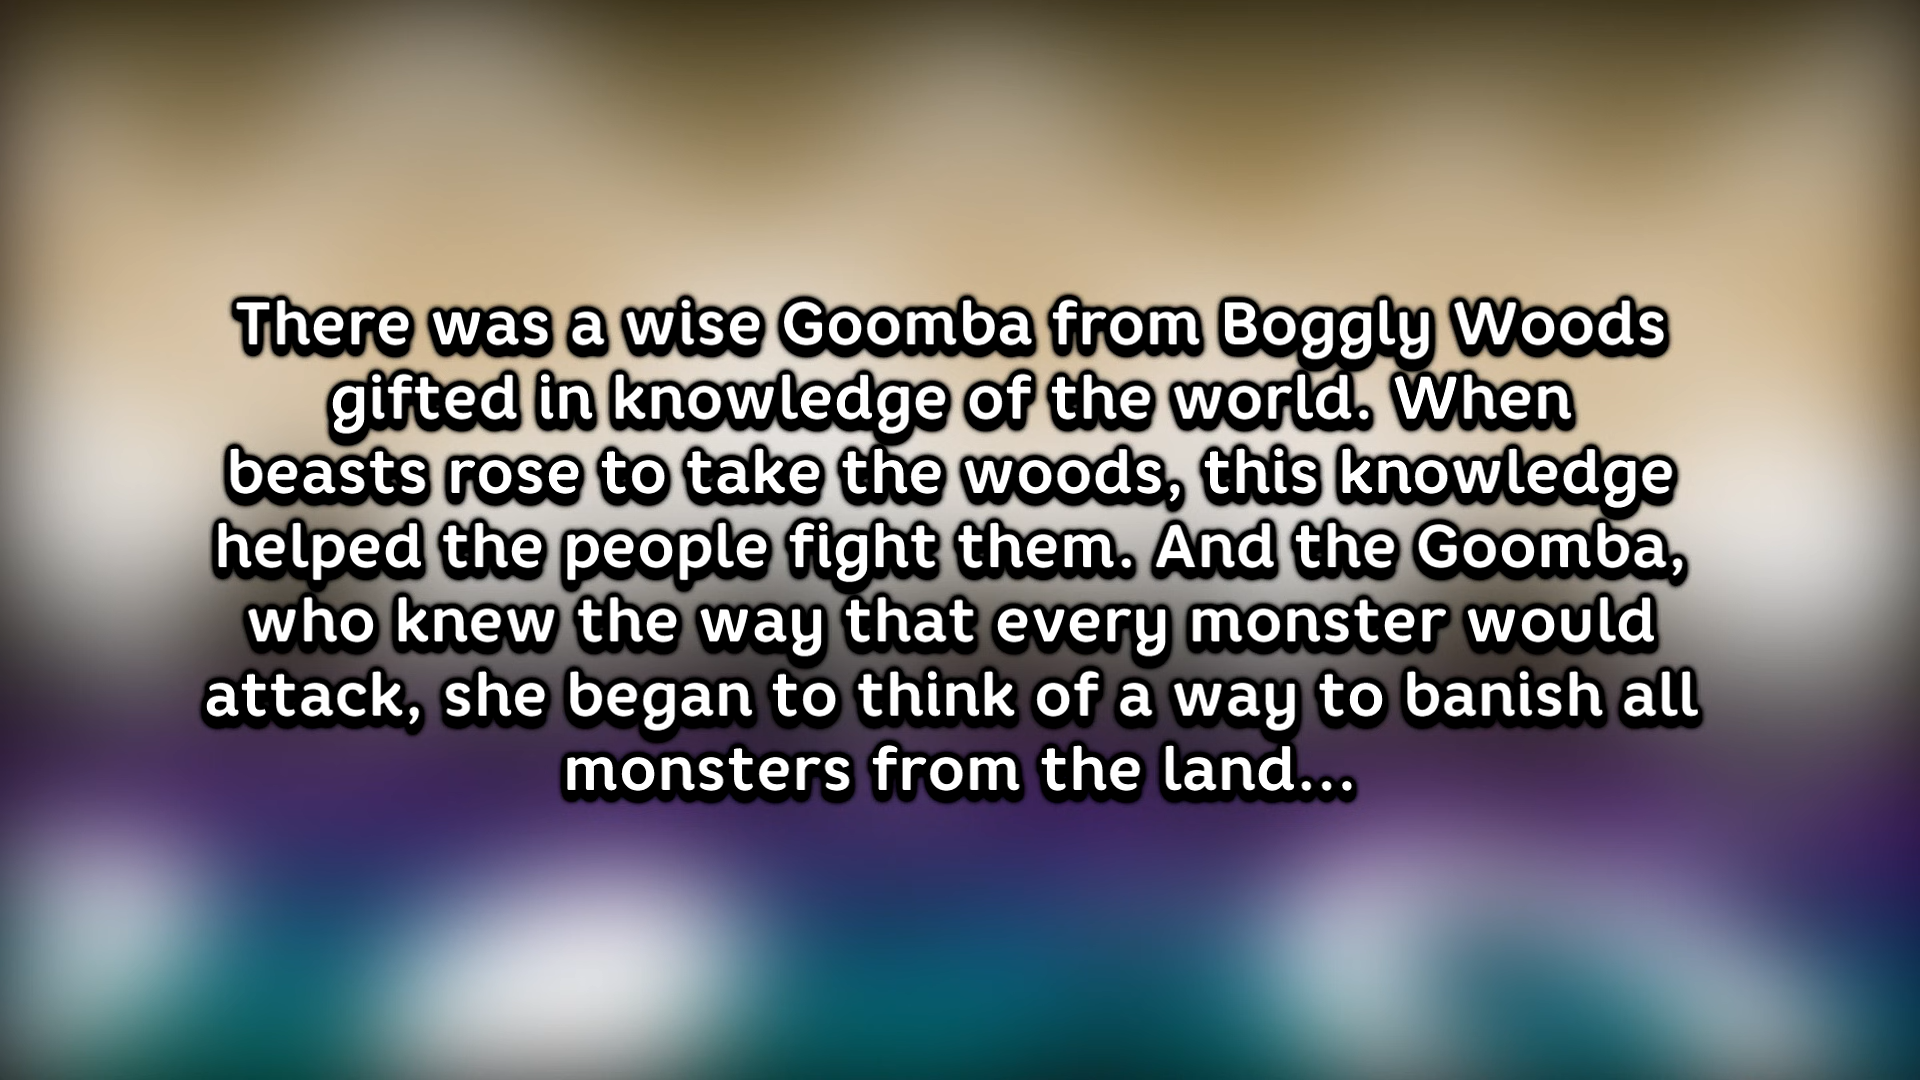 There was a wise Goomba from Boggly Woods
gifted in knowledge of the world. When
beasts rose to take the woods, this knowledge
helped the people fight them. And the Goomba,
who knew the way that every monster would
attack, she began to think of a way to banish all
monsters from the land...